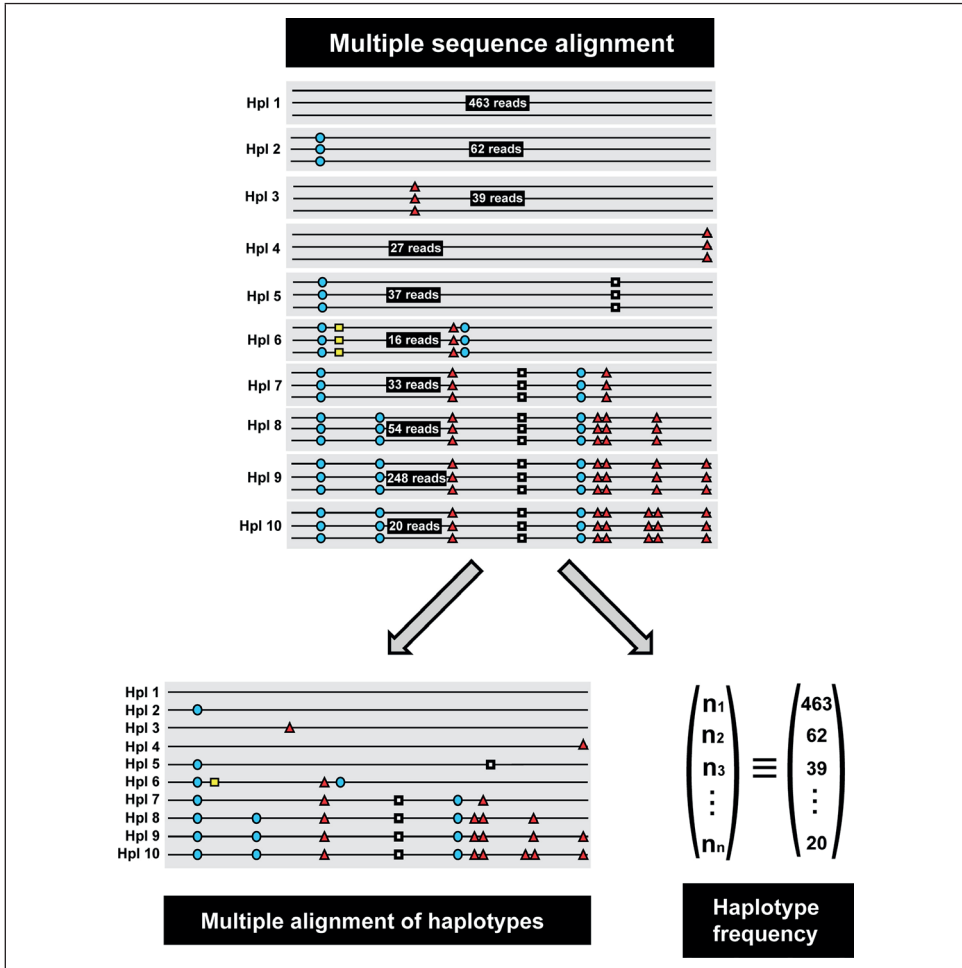 Multiple sequence alignment
Hpl 1
463 reads
Hpl 2
62 reads
Hpl 3
39 reads
Hpl 4
27 reads
Hpl 5
37 reads
Hpl 6
16 reads
Hpl 7
33 reads
Hpl 8
54 reads
Hpl 9
248 reads
Hpl 10
20 reads
Hpl 1
Hpl 2
Hpl 3
Hpl 4
Hpl 5
Hpl 6
Hpl 7
Hpl 8
Hpl 9
Hpl 10
Multiple alignment of haplotypes
n₁ 463
n₂ 62
n₃ ≡ 39
⋮ ⋮
nₙ 20
Haplotype
frequency